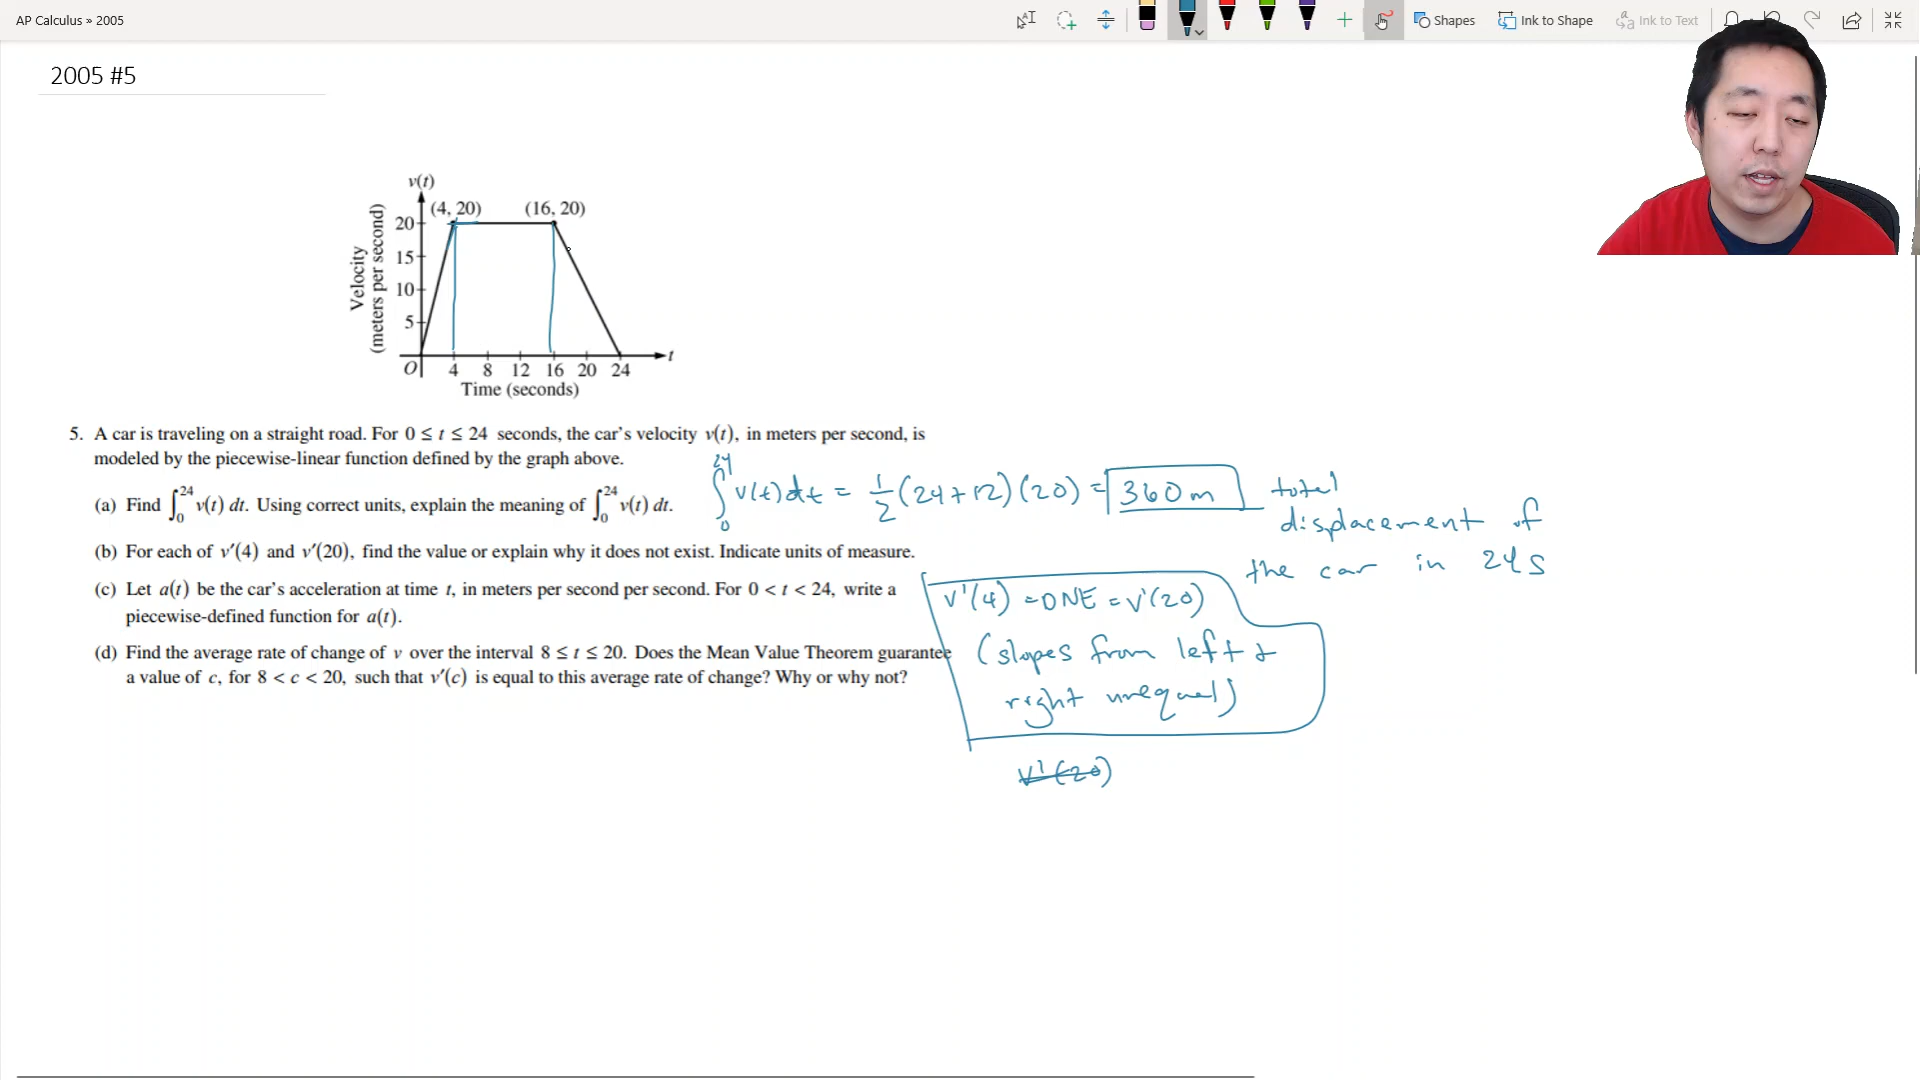 AP Calculus » 2005
Shapes
Ink to Shape
Ink to Text
2005 #5
v(t)
(4, 20) (16, 20)
20
15
10
5
Velocity
(meters per second)
O 4 8 12 16 20 24
t
Time (seconds)
5. A car is traveling on a straight road. For 0 ≤ t ≤ 24 seconds, the car's velocity v(t), in meters per second, is
modeled by the piecewise-linear function defined by the graph above.
(a) Find ∫₀²⁴ v(t) dt. Using correct units, explain the meaning of ∫₀²⁴ v(t) dt.
∫₀²⁴ v(t)dt = 1/2 (24+12)(20) = 360 m
total
displacement of
the car in 24s
(b) For each of v′(4) and v′(20), find the value or explain why it does not exist. Indicate units of measure.
(c) Let a(t) be the car's acceleration at time t, in meters per second per second. For 0 < t < 24, write a
piecewise-defined function for a(t).
(d) Find the average rate of change of v over the interval 8 ≤ t ≤ 20. Does the Mean Value Theorem guarantee
a value of c, for 8 < c < 20, such that v′(c) is equal to this average rate of change? Why or why not?
v'(4) = DNE = v'(20)
(slopes from left +
right unequal)
v'(20)